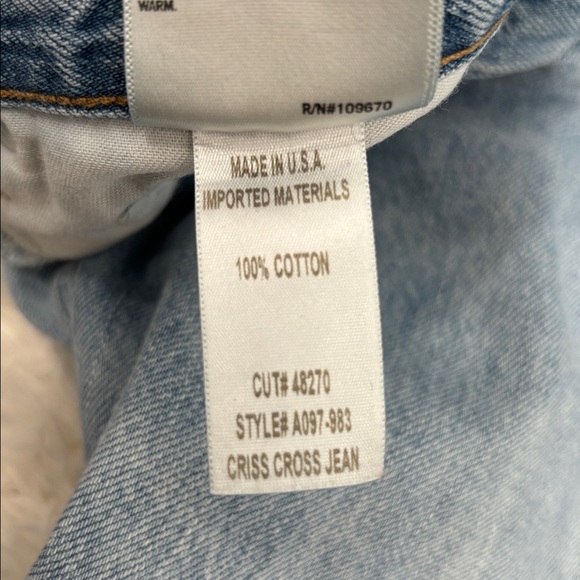 WARM.
R/N#109670
MADE IN U.S.A.
IMPORTED MATERIALS
100% COTTON
CUT# 48270
STYLE# A097-983
CRISS CROSS JEAN